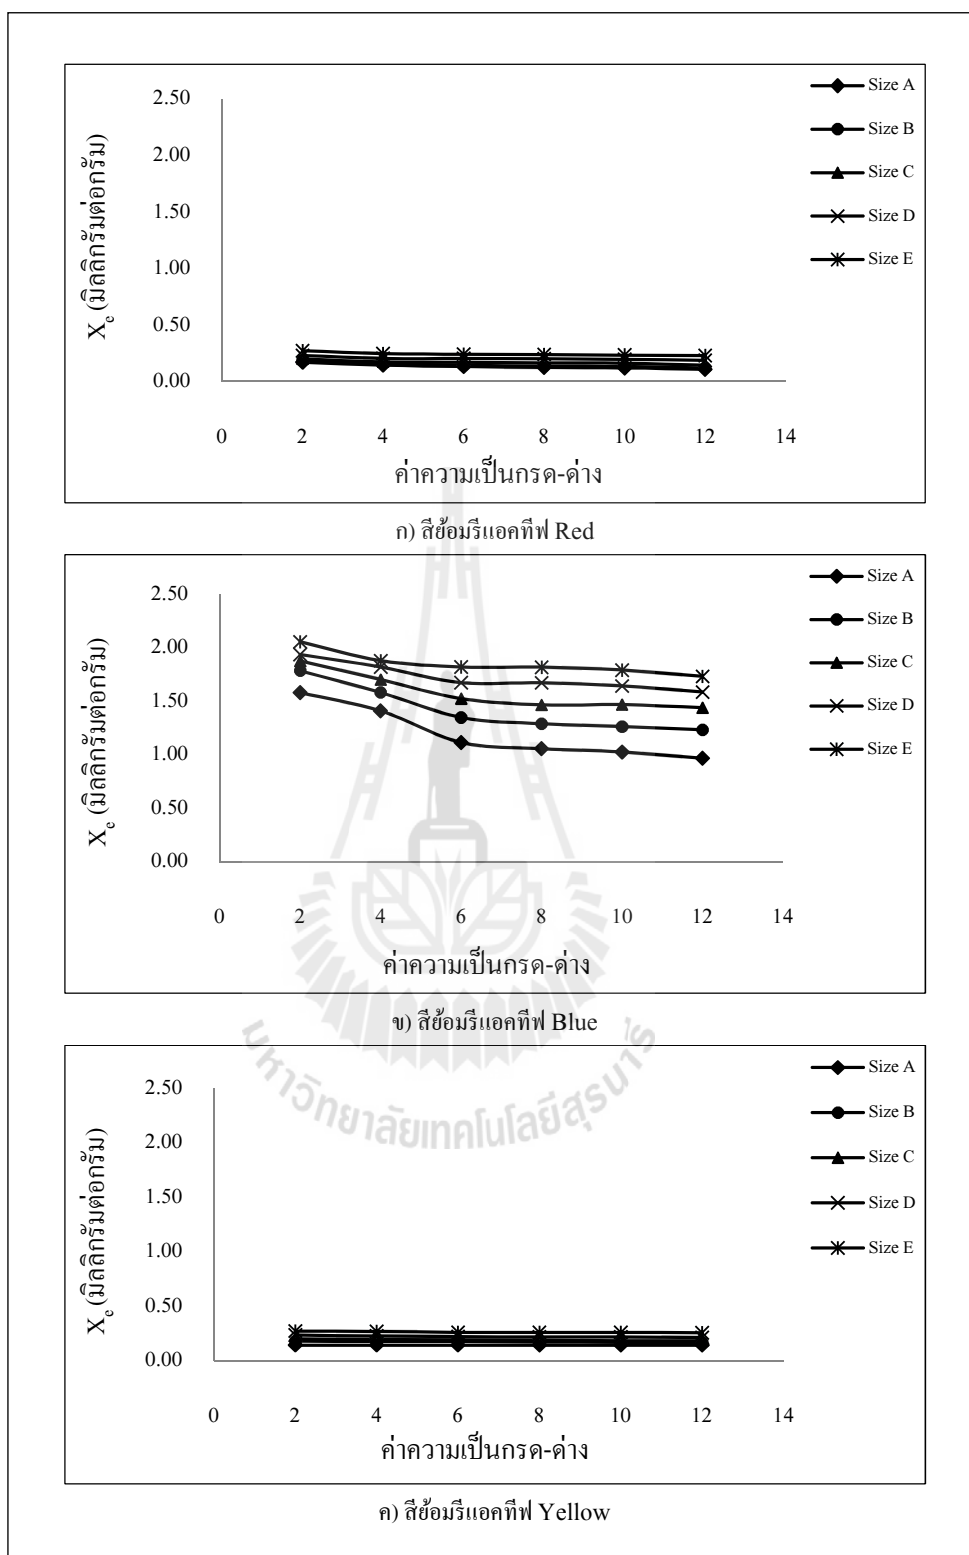 2.50
2.00
1.50
1.00
0.50
0.00
X_e (มิลลิกรัมต่อกรัม)
0 2 4 6 8 10 12 14
ค่าความเป็นกรด-ด่าง
Size A
Size B
Size C
Size D
Size E
ก) สีย้อมรีแอคทีฟ Red
2.50
2.00
1.50
1.00
0.50
0.00
X_e (มิลลิกรัมต่อกรัม)
0 2 4 6 8 10 12 14
ค่าความเป็นกรด-ด่าง
Size A
Size B
Size C
Size D
Size E
ข) สีย้อมรีแอคทีฟ Blue
มหาวิทยาลัยเทคโนโลยีสุรนารี
2.50
2.00
1.50
1.00
0.50
0.00
X_e (มิลลิกรัมต่อกรัม)
0 2 4 6 8 10 12 14
ค่าความเป็นกรด-ด่าง
Size A
Size B
Size C
Size D
Size E
ค) สีย้อมรีแอคทีฟ Yellow